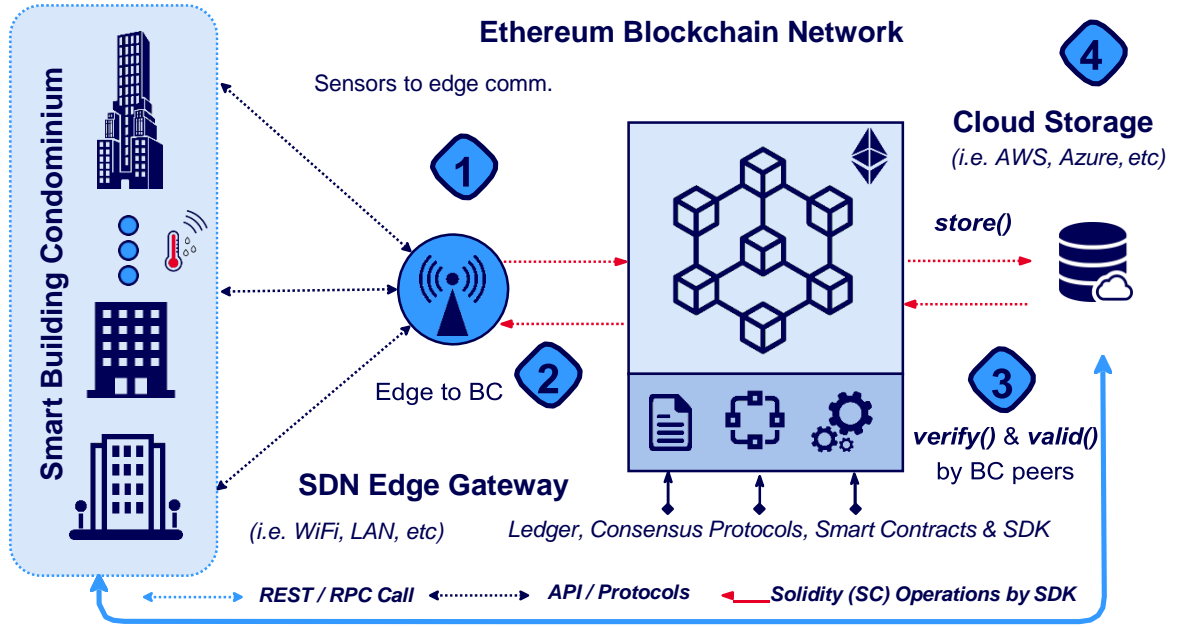 Ethereum Blockchain Network
4
Sensors to edge comm.
Cloud Storage
(i.e. AWS, Azure, etc)
1
Smart Building Condominium
store()
2
Edge to BC
3
verify() & valid()
by BC peers
SDN Edge Gateway
(i.e. WiFi, LAN, etc)
Ledger, Consensus Protocols, Smart Contracts & SDK
REST / RPC Call
API / Protocols
Solidity (SC) Operations by SDK